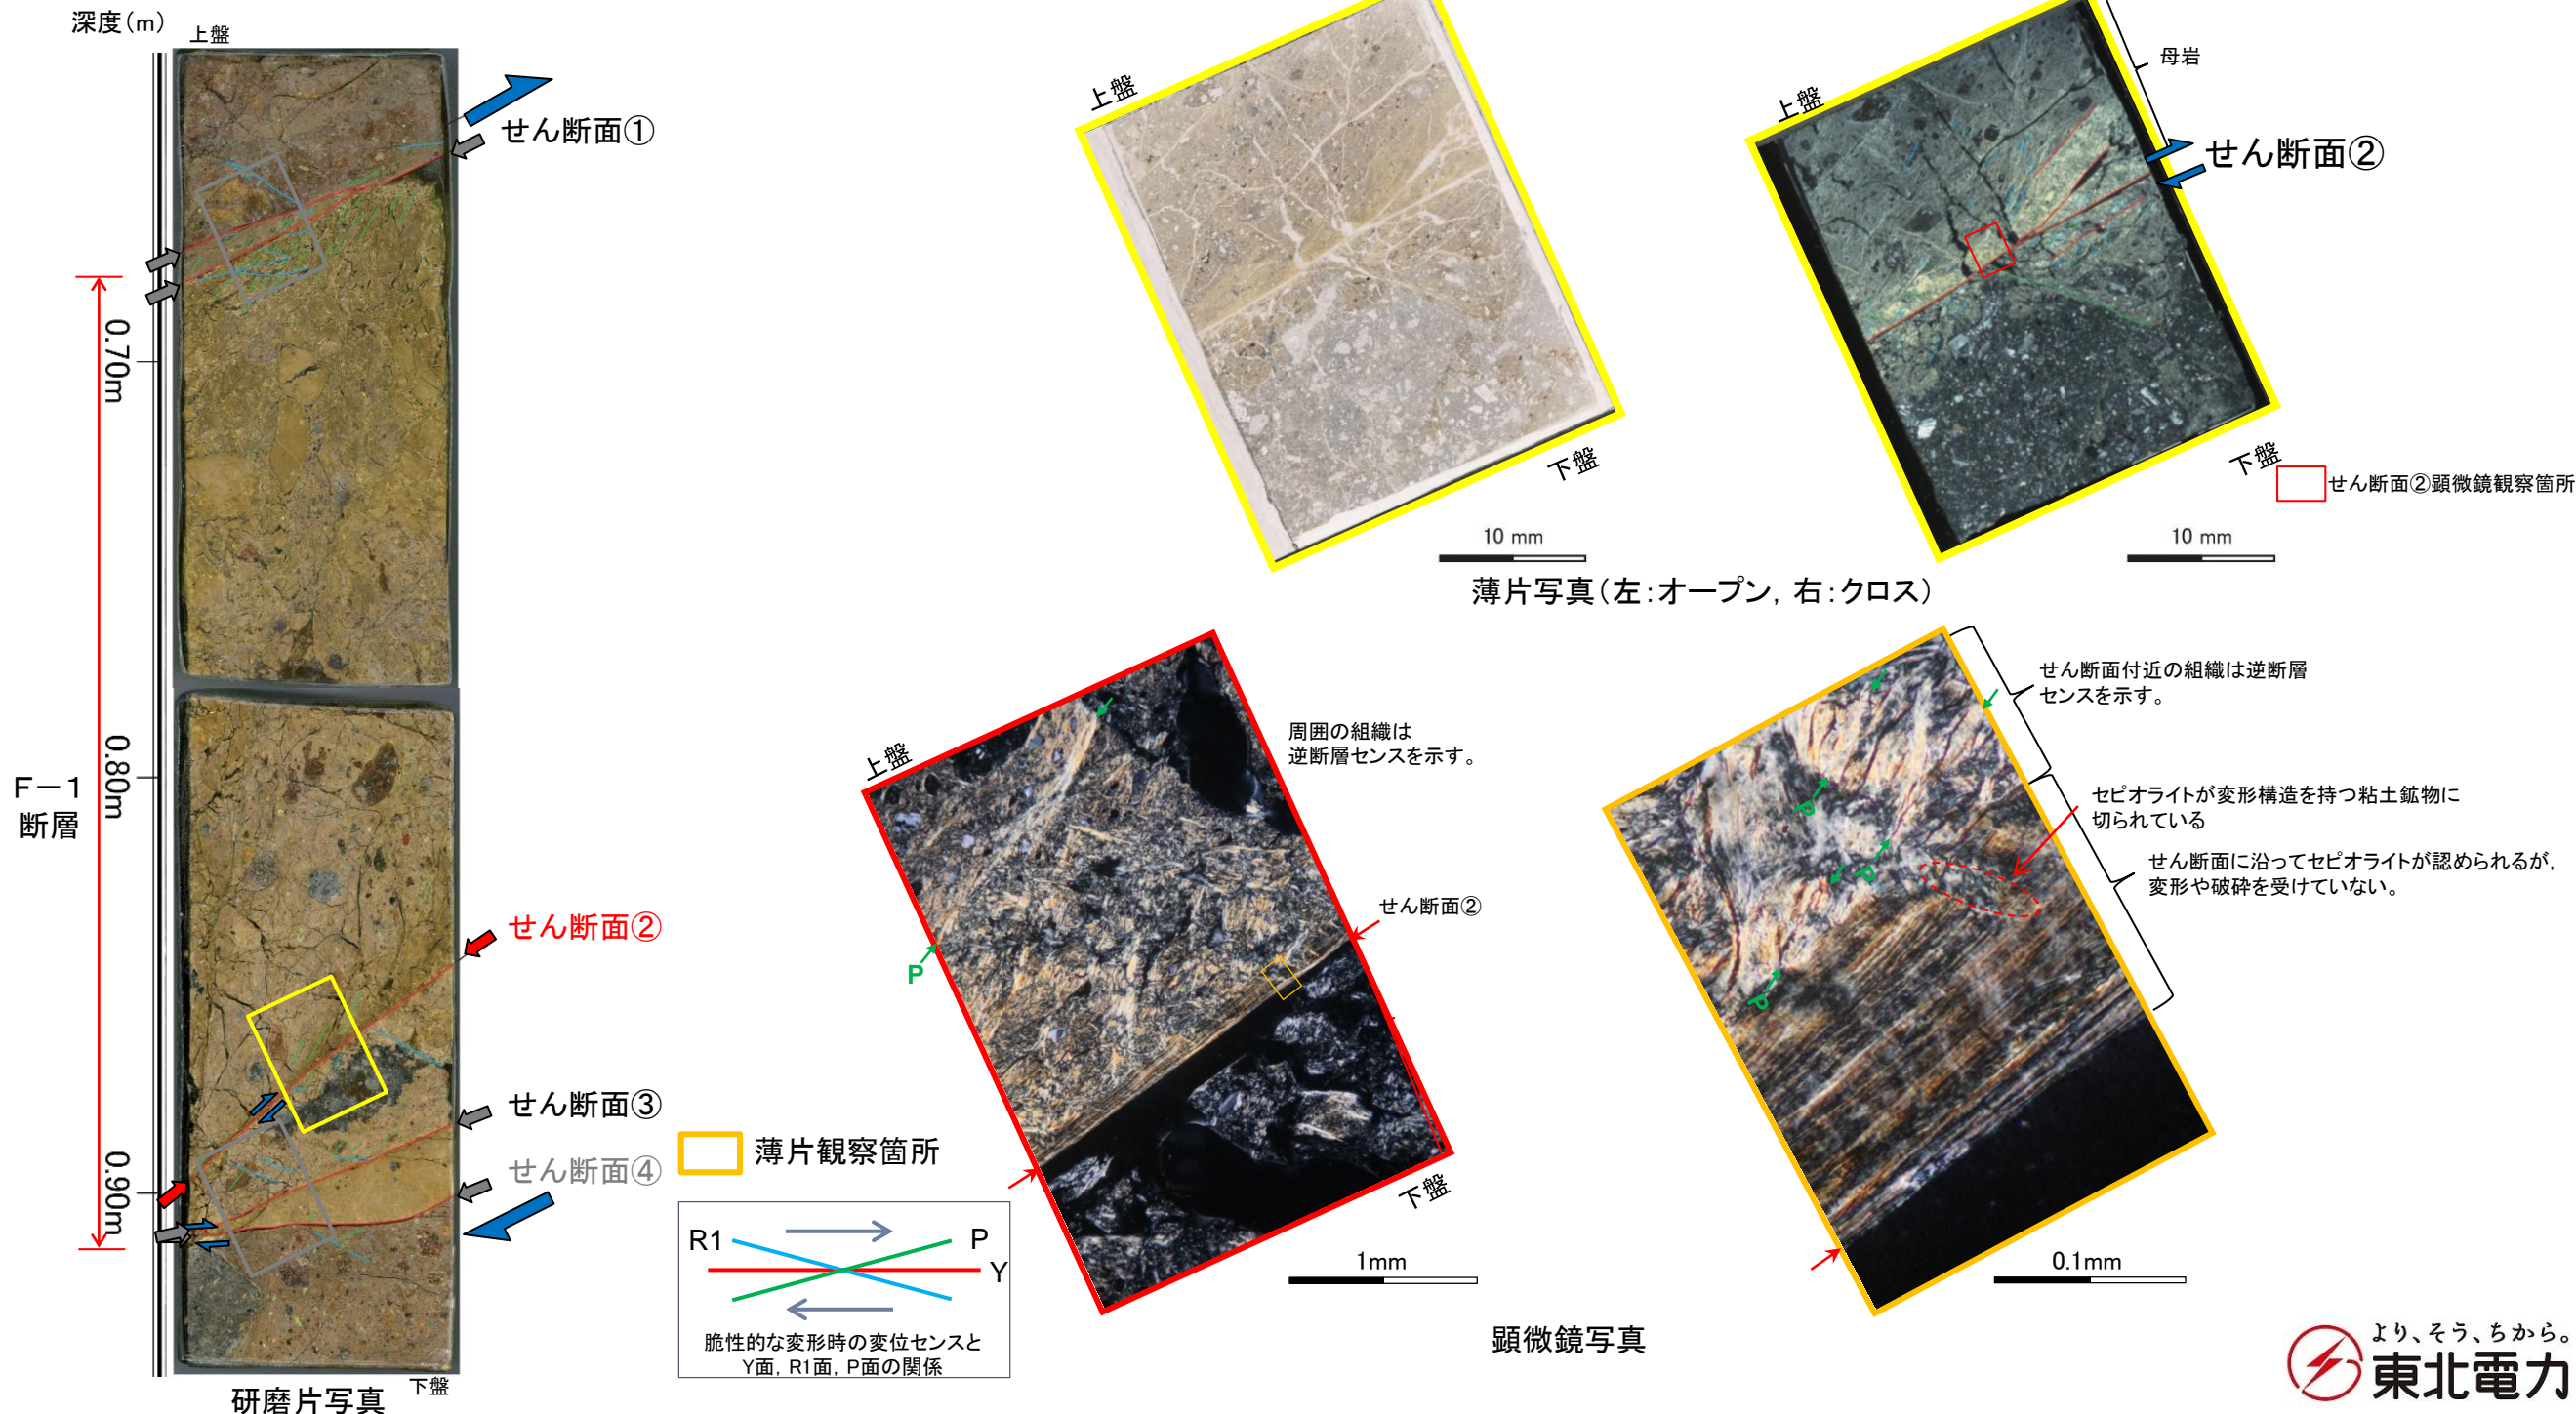 深度(m)
上盤
せん断面①
0.70m
0.80m
F-1
断層
せん断面②
せん断面③
せん断面④
0.90m
下盤
研磨片写真
薄片観察箇所
R1
P
Y
脆性的な変形時の変位センスと
Y面, R1面, P面の関係
上盤
下盤
10 mm
上盤
母岩
せん断面②
下盤
せん断面②顕微鏡観察箇所
10 mm
薄片写真(左:オープン, 右:クロス)
上盤
周囲の組織は
逆断層センスを示す。
P
せん断面②
下盤
1mm
せん断面付近の組織は逆断層
センスを示す。
セピオライトが変形構造を持つ粘土鉱物に
切られている
せん断面に沿ってセピオライトが認められるが,
変形や破砕を受けていない。
P
P
P
0.1mm
顕微鏡写真
より、そう、ちから。
東北電力